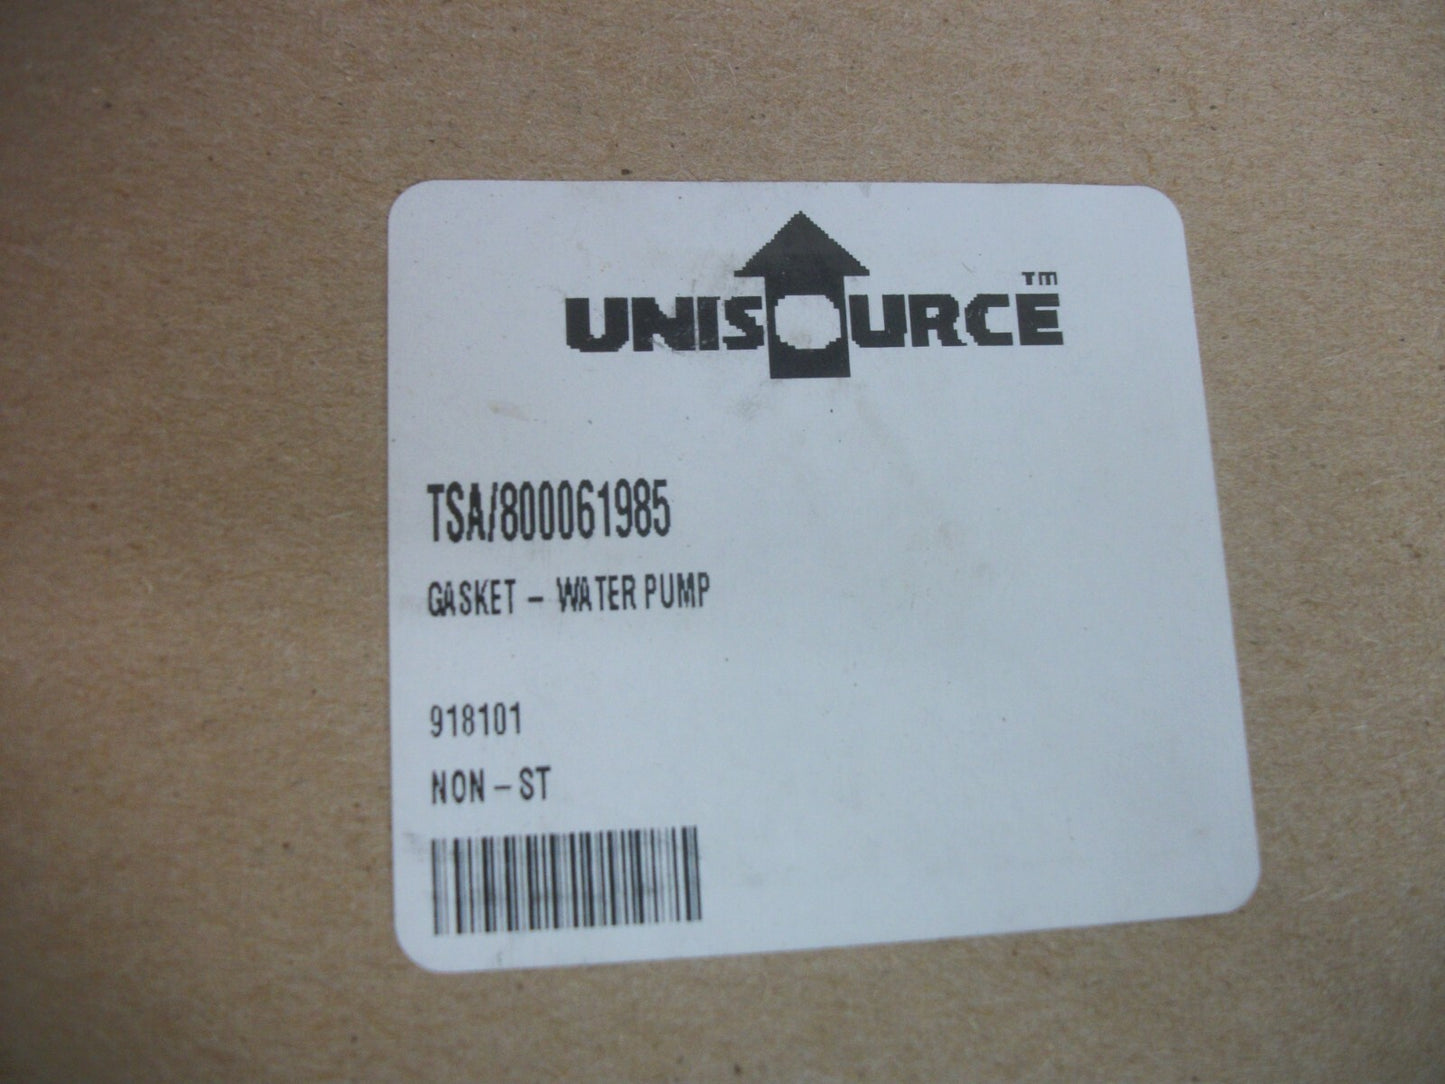 UNISOURCE™
TSA/800061985
GASKET - WATER PUMP
918101
NON-ST